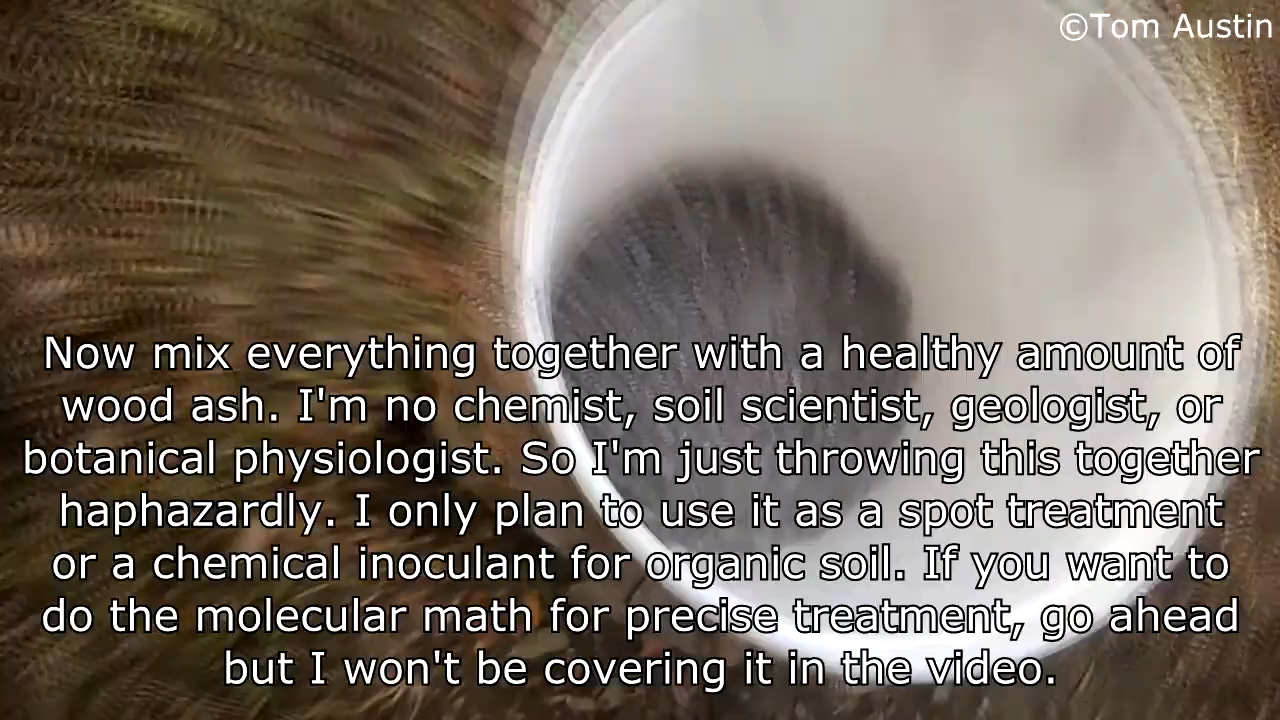 ©Tom Austin
Now mix everything together with a healthy amount of
wood ash. I'm no chemist, soil scientist, geologist, or
botanical physiologist. So I'm just throwing this together
haphazardly. I only plan to use it as a spot treatment
or a chemical inoculant for organic soil. If you want to
do the molecular math for precise treatment, go ahead
but I won't be covering it in the video.